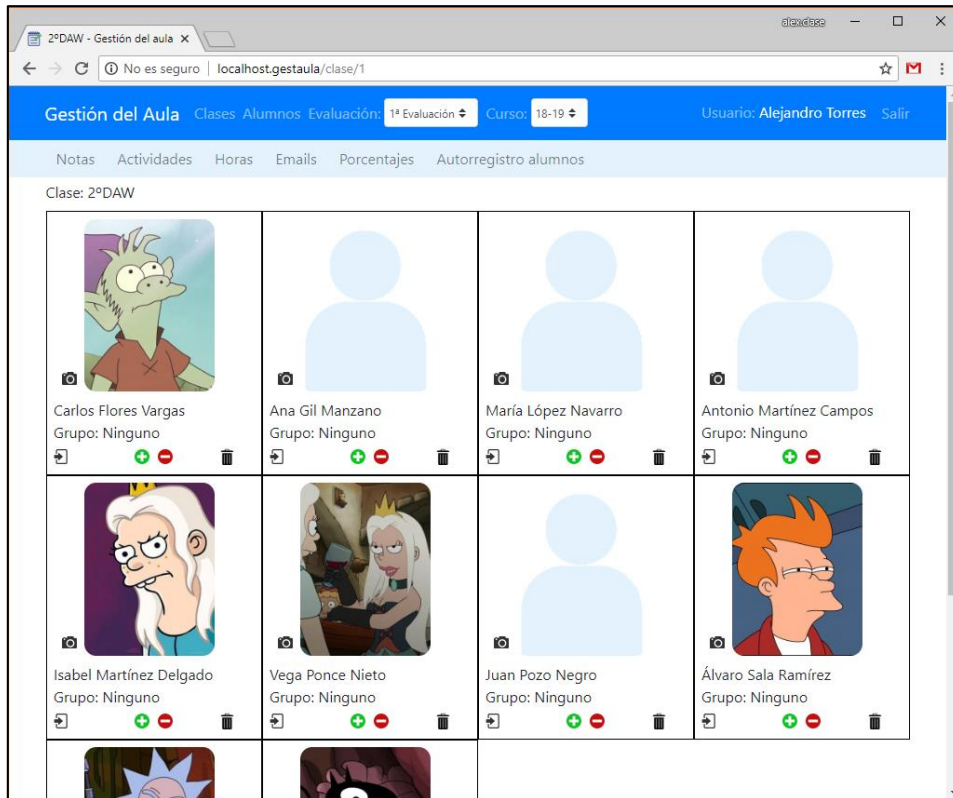 alexclase
2ºDAW - Gestión del aula
No es seguro | localhost.gestaula/clase/1
Gestión del Aula Clases Alumnos Evaluación: 1ª Evaluación Curso: 18-19 Usuario: Alejandro Torres Salir
Notas Actividades Horas Emails Porcentajes Autorregistro alumnos
Clase: 2ºDAW
Carlos Flores Vargas
Grupo: Ninguno
Ana Gil Manzano
Grupo: Ninguno
María López Navarro
Grupo: Ninguno
Antonio Martínez Campos
Grupo: Ninguno
Isabel Martínez Delgado
Grupo: Ninguno
Vega Ponce Nieto
Grupo: Ninguno
Juan Pozo Negro
Grupo: Ninguno
Álvaro Sala Ramírez
Grupo: Ninguno